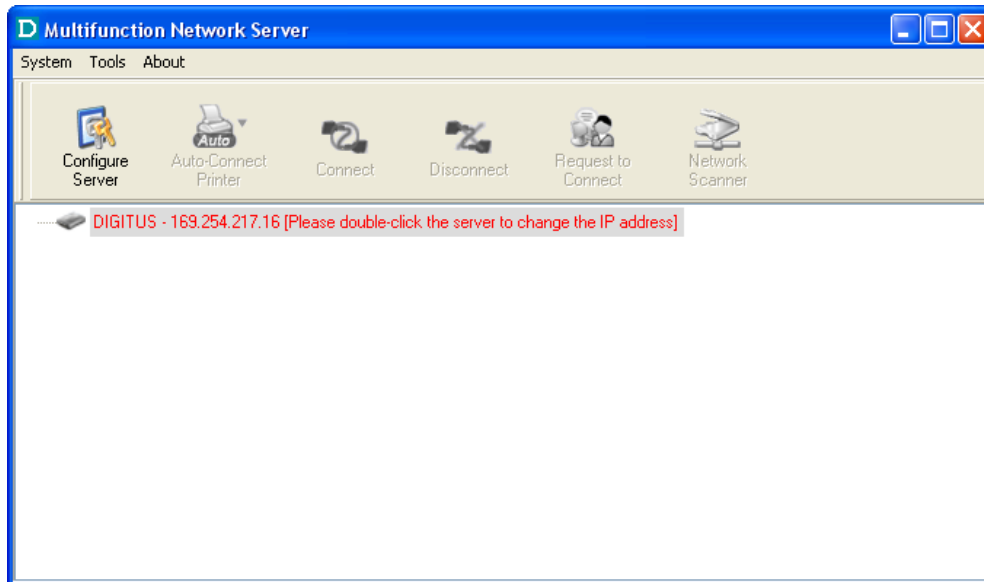 D Multifunction Network Server
System Tools About
Configure
Server
Auto
Auto-Connect
Printer
Connect
Disconnect
Request to
Connect
Network
Scanner
DIGITUS - 169.254.217.16 [Please double-click the server to change the IP address]